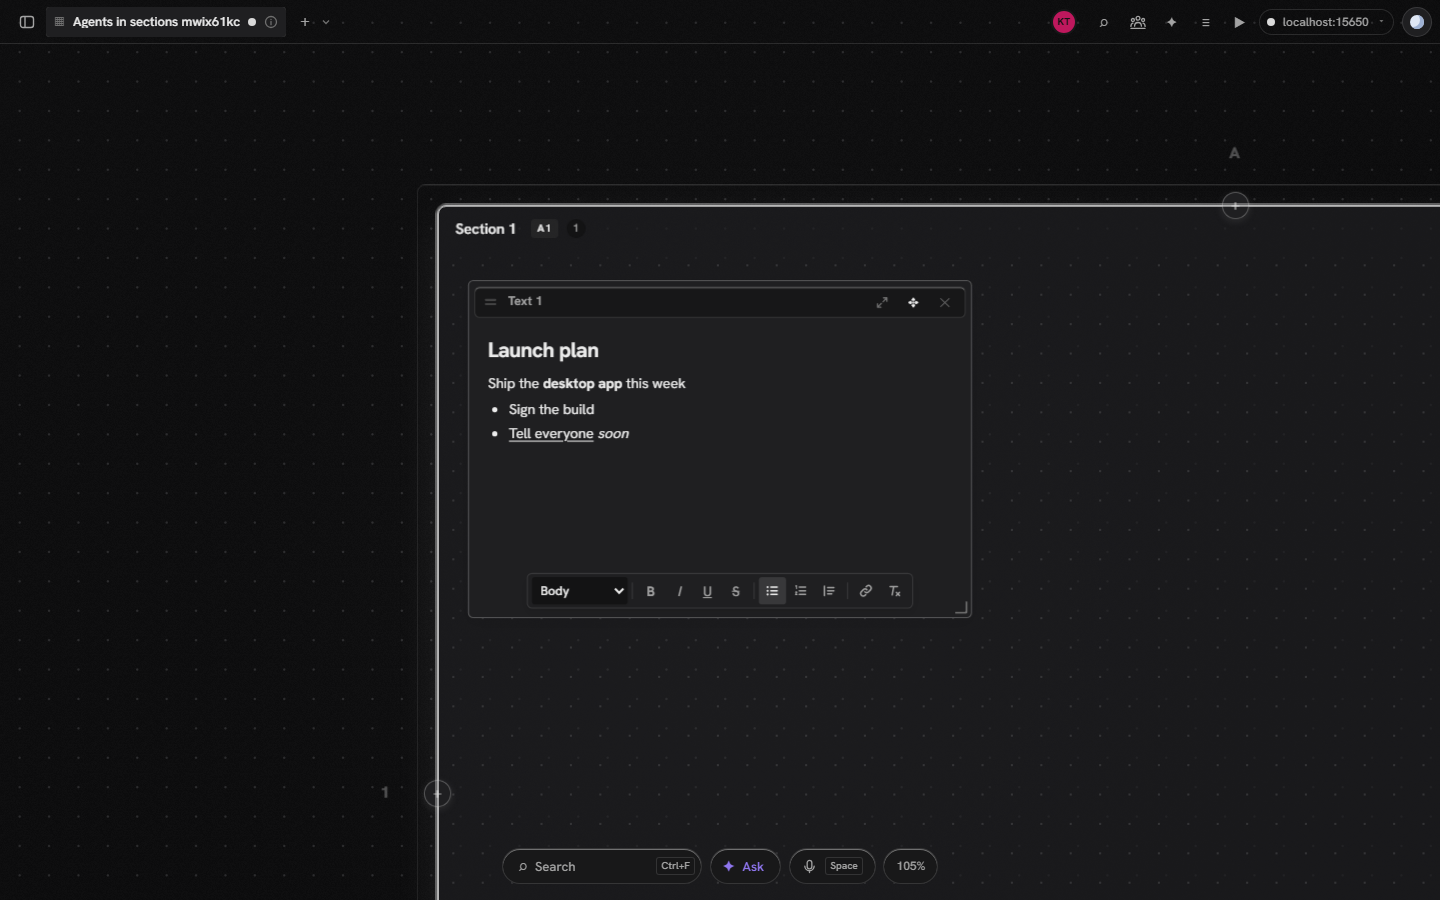 Agents in sections mwix61kc
KT
localhost:15650
A
Section 1 A1 1
Text 1
Launch plan
Ship the desktop app this week
Sign the build
Tell everyone soon
Body B I U S
1
Search Ctrl+F Ask Space 105%